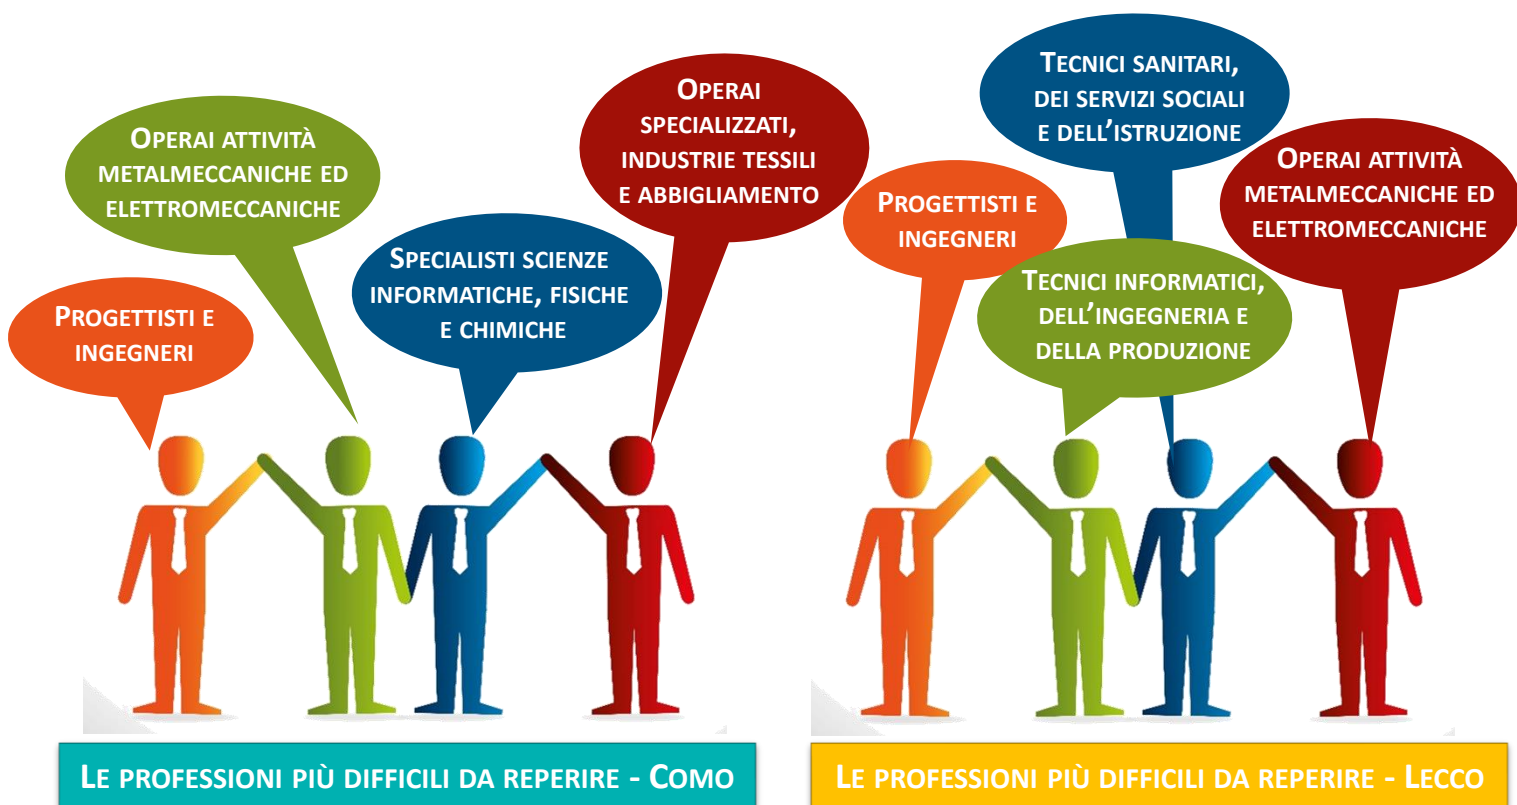 Progettisti e
ingegneri
Operai attività
metalmeccaniche ed
elettromeccaniche
Specialisti scienze
informatiche, fisiche
e chimiche
Operai
specializzati,
industrie tessili
e abbigliamento
Le professioni più difficili da reperire - Como
Progettisti e
ingegneri
Tecnici informatici,
dell'ingegneria e
della produzione
Tecnici sanitari,
dei servizi sociali
e dell'istruzione
Operai attività
metalmeccaniche ed
elettromeccaniche
Le professioni più difficili da reperire - Lecco